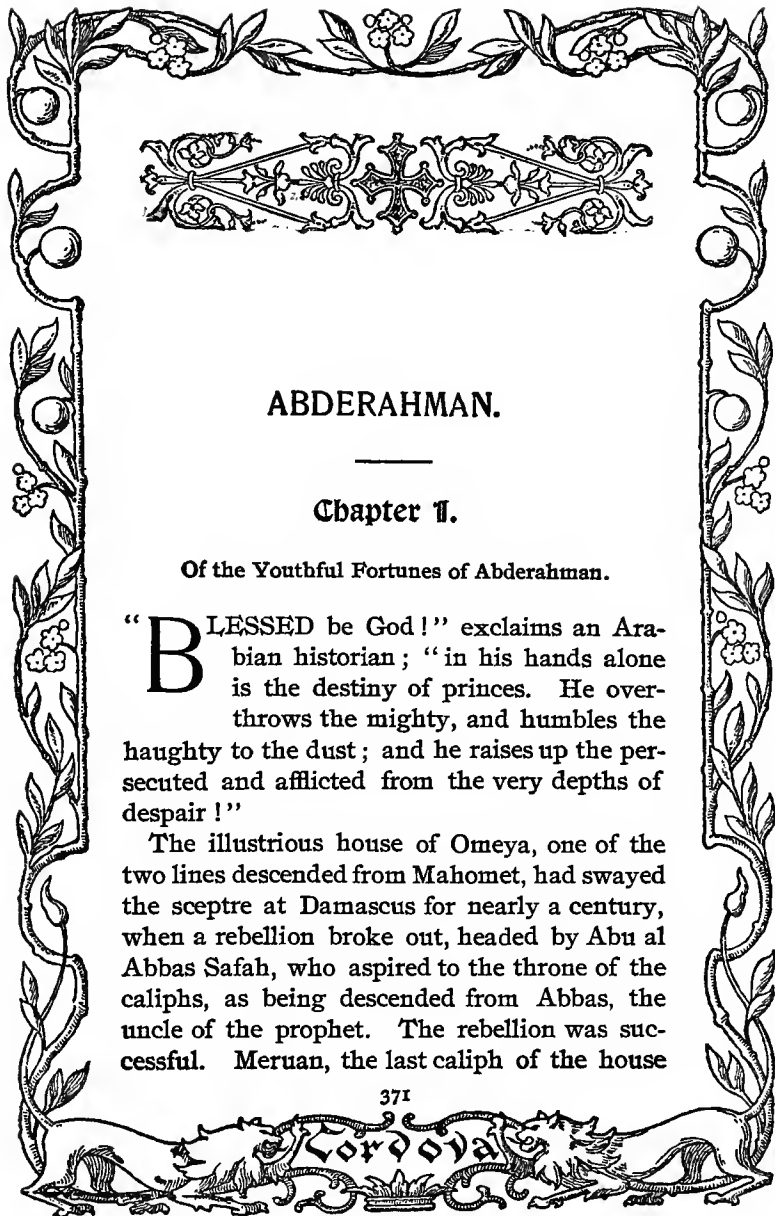 ABDERAHMAN.
Chapter I.
Of the Youthful Fortunes of Abderahman.
"BLESSED be God!" exclaims an Ara-
bian historian; "in his hands alone
is the destiny of princes. He over-
throws the mighty, and humbles the
haughty to the dust; and he raises up the per-
secuted and afflicted from the very depths of
despair!"
The illustrious house of Omeya, one of the
two lines descended from Mahomet, had swayed
the sceptre at Damascus for nearly a century,
when a rebellion broke out, headed by Abu al
Abbas Safah, who aspired to the throne of the
caliphs, as being descended from Abbas, the
uncle of the prophet. The rebellion was suc-
cessful. Meruan, the last caliph of the house
371
Cordova